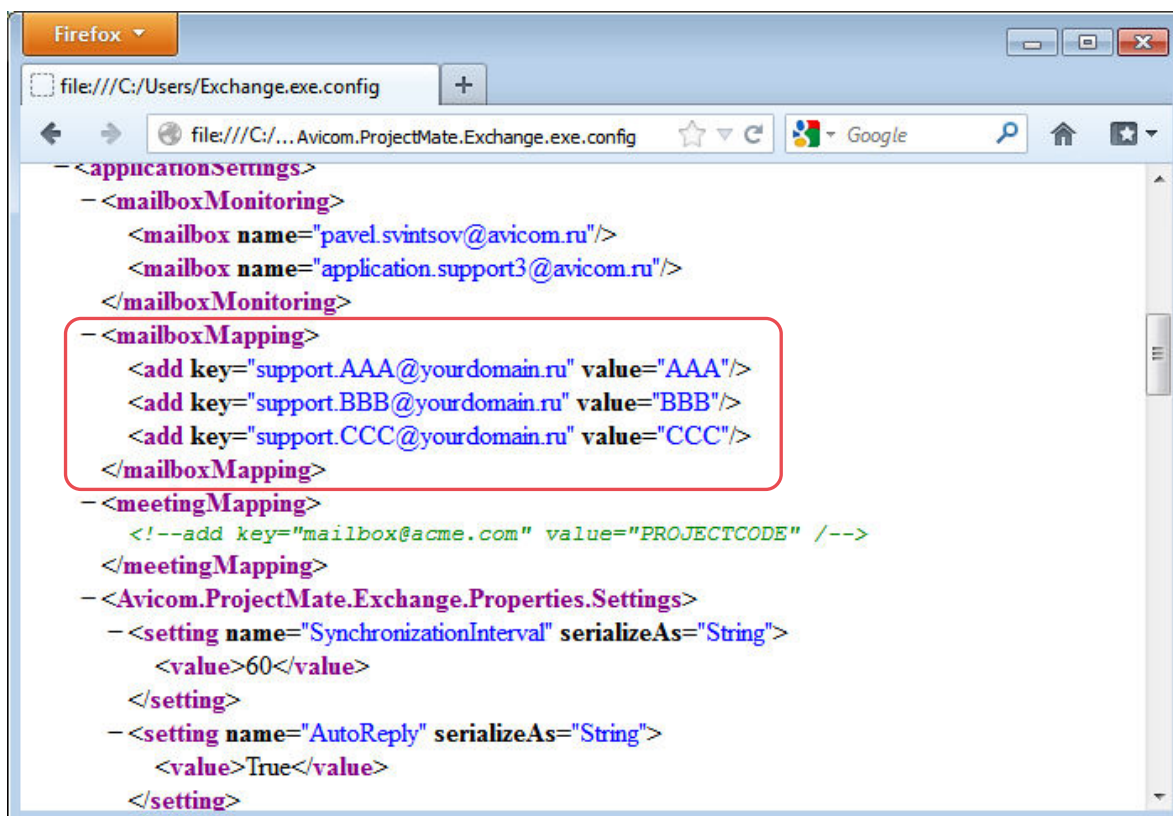 Firefox
file:///C:/Users/Exchange.exe.config
file:///C:/... Avicom.ProjectMate.Exchange.exe.config
Google
−<applicationSettings>
−<mailboxMonitoring>
<mailbox name="pavel.svintsov@avicom.ru"/>
<mailbox name="application.support3@avicom.ru"/>
</mailboxMonitoring>
−<mailboxMapping>
<add key="support.AAA@yourdomain.ru" value="AAA"/>
<add key="support.BBB@yourdomain.ru" value="BBB"/>
<add key="support.CCC@yourdomain.ru" value="CCC"/>
</mailboxMapping>
−<meetingMapping>
<!--add key="mailbox@acme.com" value="PROJECTCODE" /-->
</meetingMapping>
−<Avicom.ProjectMate.Exchange.Properties.Settings>
−<setting name="SynchronizationInterval" serializeAs="String">
<value>60</value>
</setting>
−<setting name="AutoReply" serializeAs="String">
<value>True</value>
</setting>